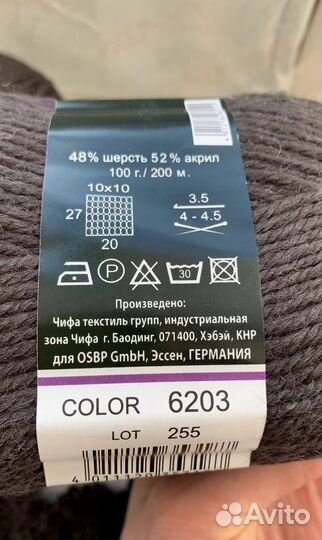 48% шерсть 52% акрил
100 г./ 200 м.
10x10
27
20
3.5
4 - 4.5
P
30
Произведено:
Чифа текстиль групп, индустриальная
зона Чифа г. Баодинг, 071400, Хэбэй, КНР
для OSBP GmbH, Эссен, ГЕРМАНИЯ
COLOR 6203
LOT 255
Avito